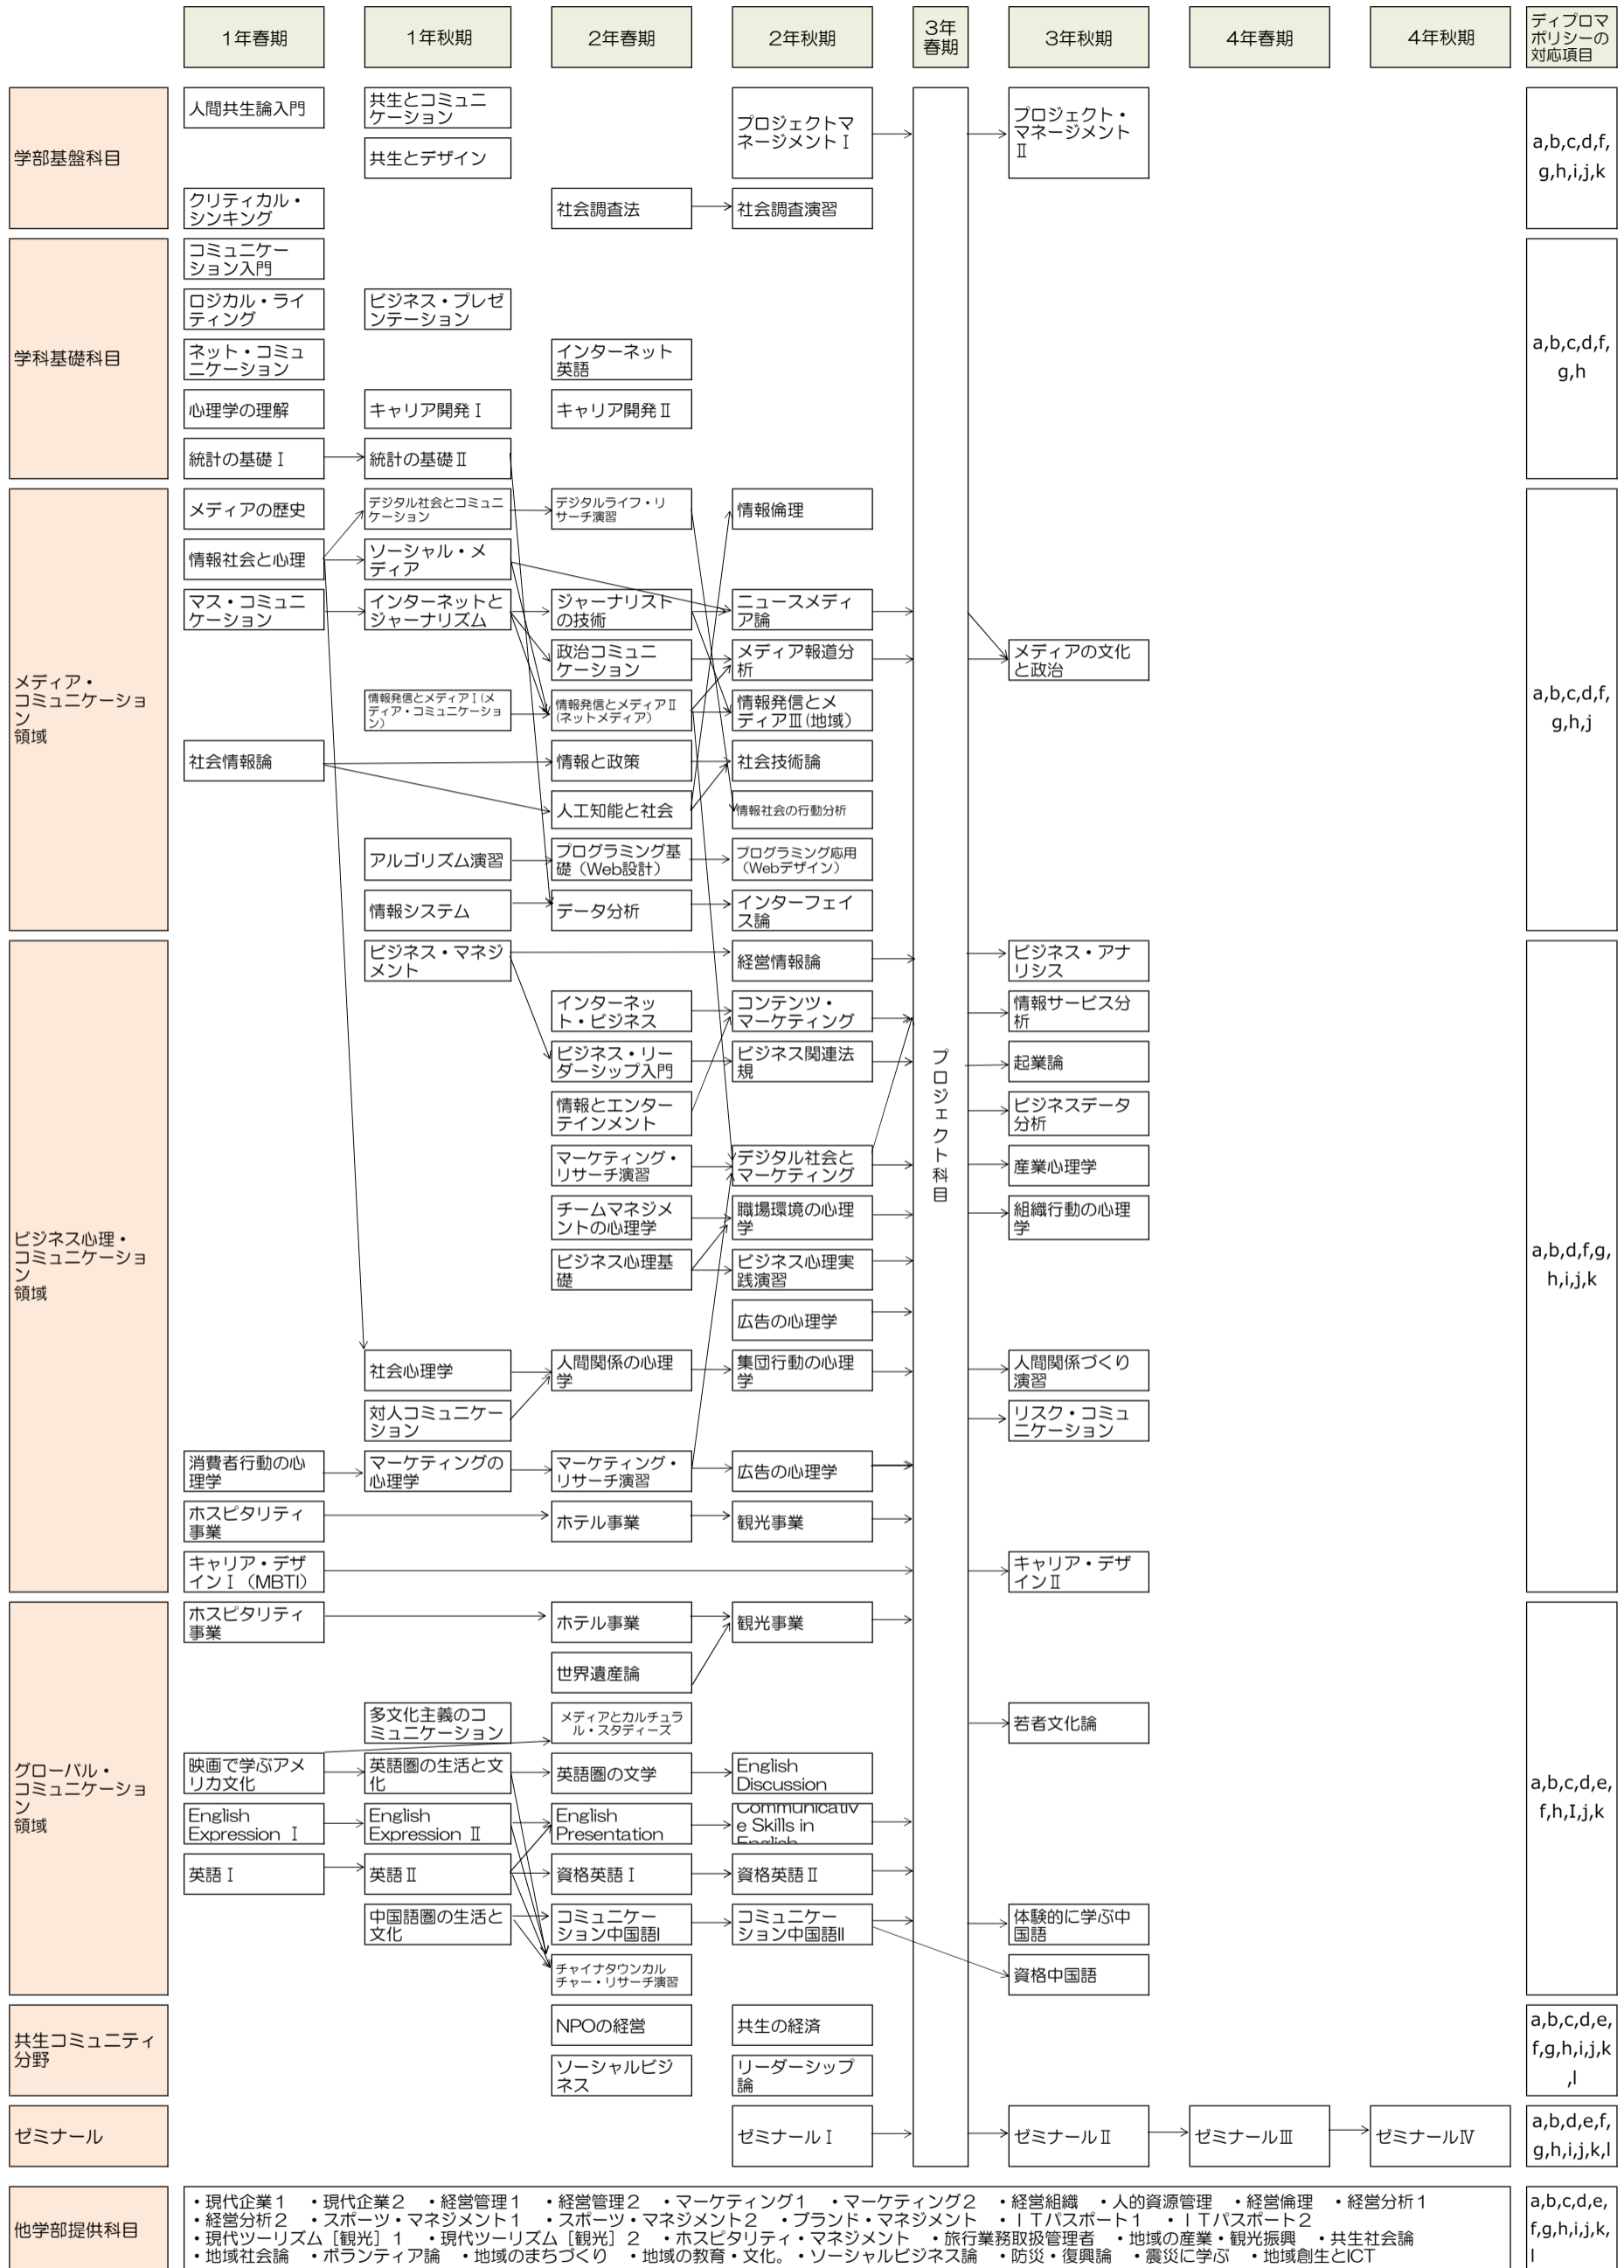 1年春期
1年秋期
2年春期
2年秋期
3年
春期
3年秋期
4年春期
4年秋期
ディプロマ
ポリシーの
対応項目
学部基盤科目
人間共生論入門
共生とコミュニ
ケーション
プロジェクトマ
ネージメントⅠ
プロジェクト・
マネージメント
Ⅱ
共生とデザイン
クリティカル・
シンキング
社会調査法
社会調査演習
a,b,c,d,f,
g,h,i,j,k
学科基礎科目
コミュニケー
ション入門
ロジカル・ライ
ティング
ビジネス・プレゼ
ンテーション
ネット・コミュ
ニケーション
インターネット
英語
心理学の理解
キャリア開発Ⅰ
キャリア開発Ⅱ
統計の基礎Ⅰ
統計の基礎Ⅱ
a,b,c,d,f,
g,h
メディア・
コミュニケーショ
ン
領域
メディアの歴史
デジタル社会とコミュニ
ケーション
デジタルライフ・リ
サーチ演習
情報倫理
情報社会と心理
ソーシャル・メ
ディア
マス・コミュニ
ケーション
インターネットと
ジャーナリズム
ジャーナリスト
の技術
ニュースメディ
ア論
政治コミュニ
ケーション
メディア報道分
析
メディアの文化
と政治
情報発信とメディアⅠ(メ
ディア・コミュニケーショ
ン）
情報発信とメディアⅡ
(ネットメディア）
情報発信とメ
ディアⅢ(地域）
社会情報論
情報と政策
社会技術論
人工知能と社会
情報社会の行動分析
アルゴリズム演習
プログラミング基
礎（Web設計）
プログラミング応用
（Webデザイン）
情報システム
データ分析
インターフェイ
ス論
a,b,c,d,f,
g,h,j
ビジネス心理・
コミュニケーショ
ン
領域
ビジネス・マネジ
メント
経営情報論
ビジネス・アナ
リシス
インターネッ
ト・ビジネス
コンテンツ・
マーケティング
情報サービス分
析
ビジネス・リー
ダーシップ入門
ビジネス関連法
規
プロジェクト科目
起業論
情報とエンター
テインメント
ビジネスデータ
分析
マーケティング・
リサーチ演習
デジタル社会と
マーケティング
産業心理学
チームマネジメ
ントの心理学
職場環境の心理
学
組織行動の心理
学
ビジネス心理基
礎
ビジネス心理実
践演習
広告の心理学
社会心理学
人間関係の心理
学
集団行動の心理
学
人間関係づくり
演習
対人コミュニケー
ション
リスク・コミュ
ニケーション
消費者行動の心
理学
マーケティングの
心理学
マーケティング・
リサーチ演習
広告の心理学
ホスピタリティ
事業
ホテル事業
観光事業
キャリア・デザ
インⅠ（MBTI）
キャリア・デザ
インⅡ
a,b,d,f,g,
h,i,j,k
グローバル・
コミュニケーショ
ン
領域
ホスピタリティ
事業
ホテル事業
観光事業
世界遺産論
多文化主義のコ
ミュニケーション
メディアとカルチュラ
ル・スタディーズ
若者文化論
映画で学ぶアメ
リカ文化
英語圏の生活と文
化
英語圏の文学
English
Discussion
English
Expression Ⅰ
English
Expression Ⅱ
English
Presentation
Communicativ
e Skills in
English
英語Ⅰ
英語Ⅱ
資格英語Ⅰ
資格英語Ⅱ
中国語圏の生活と
文化
コミュニケー
ション中国語I
コミュニケー
ション中国語II
体験的に学ぶ中
国語
チャイナタウンカル
チャー・リサーチ演習
資格中国語
a,b,c,d,e,
f,h,I,j,k
共生コミュニティ
分野
NPOの経営
共生の経済
ソーシャルビジ
ネス
リーダーシップ
論
a,b,c,d,e,
f,g,h,i,j,k
,l
ゼミナール
ゼミナールⅠ
ゼミナールⅡ
ゼミナールⅢ
ゼミナールⅣ
a,b,d,e,f,
g,h,i,j,k,l
他学部提供科目
・現代企業１　・現代企業２　・経営管理１　・経営管理２　・マーケティング１　・マーケティング２　・経営組織　・人的資源管理　・経営倫理　・経営分析１
・経営分析２　・スポーツ・マネジメント１　・スポーツ・マネジメント２　・ブランド・マネジメント　・ＩＴパスポート１　・ＩＴパスポート２
・現代ツーリズム［観光］１　・現代ツーリズム［観光］２　・ホスピタリティ・マネジメント　・旅行業務取扱管理者　・地域の産業・観光振興　・共生社会論
・地域社会論　・ボランティア論　・地域のまちづくり　・地域の教育・文化。・ソーシャルビジネス論　・防災・復興論　・震災に学ぶ　・地域創生とICT
a,b,c,d,e,
f,g,h,i,j,k,
l